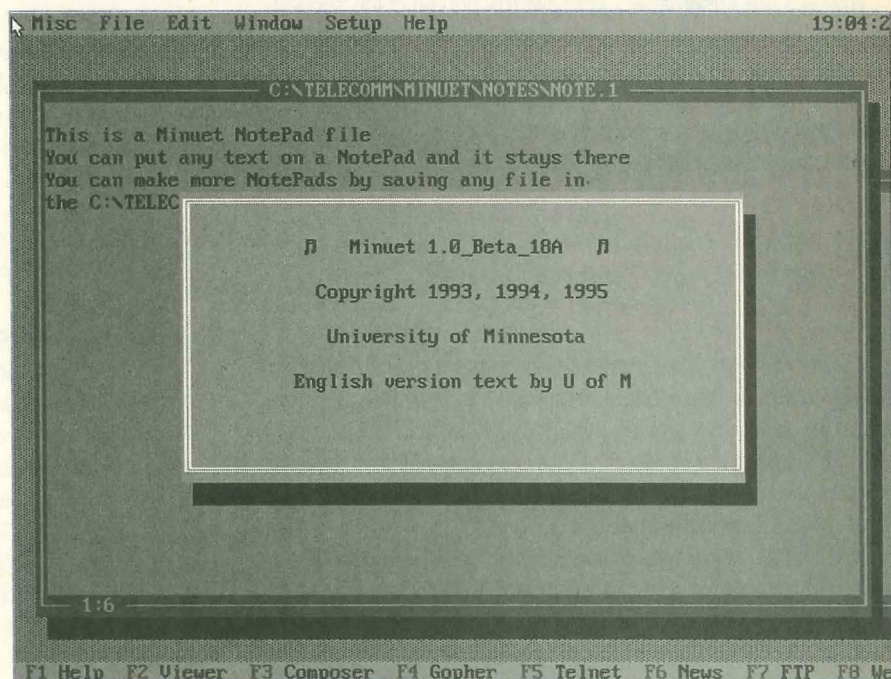 Misc File Edit Window Setup Help 19:04:2
C:\TELECOMM\MINUET\NOTES\NOTE.1
This is a Minuet NotePad file
You can put any text on a NotePad and it stays there
You can make more NotePads by saving any file in
the C:\TELEC
♫ Minuet 1.0_Beta_18A ♫
Copyright 1993, 1994, 1995
University of Minnesota
English version text by U of M
1:6
F1 Help F2 Viewer F3 Composer F4 Gopher F5 Telnet F6 News F7 FTP F8 We